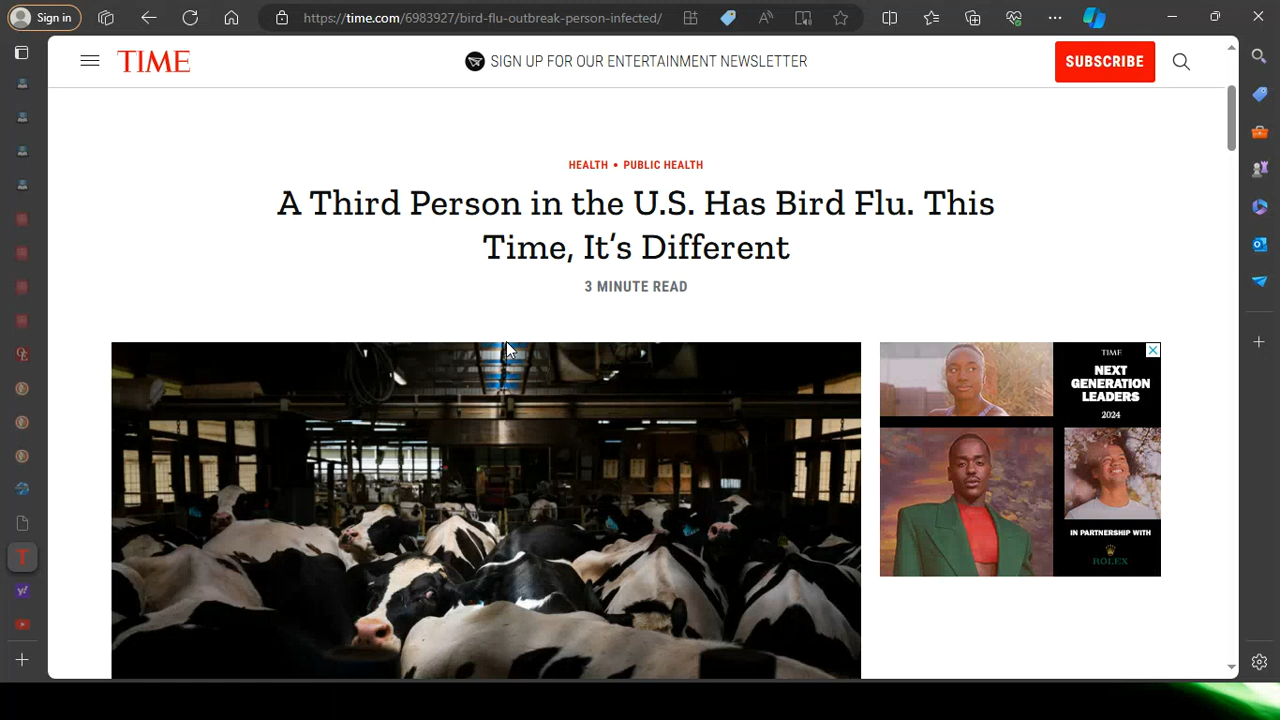 Sign in
https://time.com/6983927/bird-flu-outbreak-person-infected/
TIME
SIGN UP FOR OUR ENTERTAINMENT NEWSLETTER
SUBSCRIBE
HEALTH • PUBLIC HEALTH
A Third Person in the U.S. Has Bird Flu. This
Time, It’s Different
3 MINUTE READ
TIME
NEXT
GENERATION
LEADERS
2024
IN PARTNERSHIP WITH
ROLEX